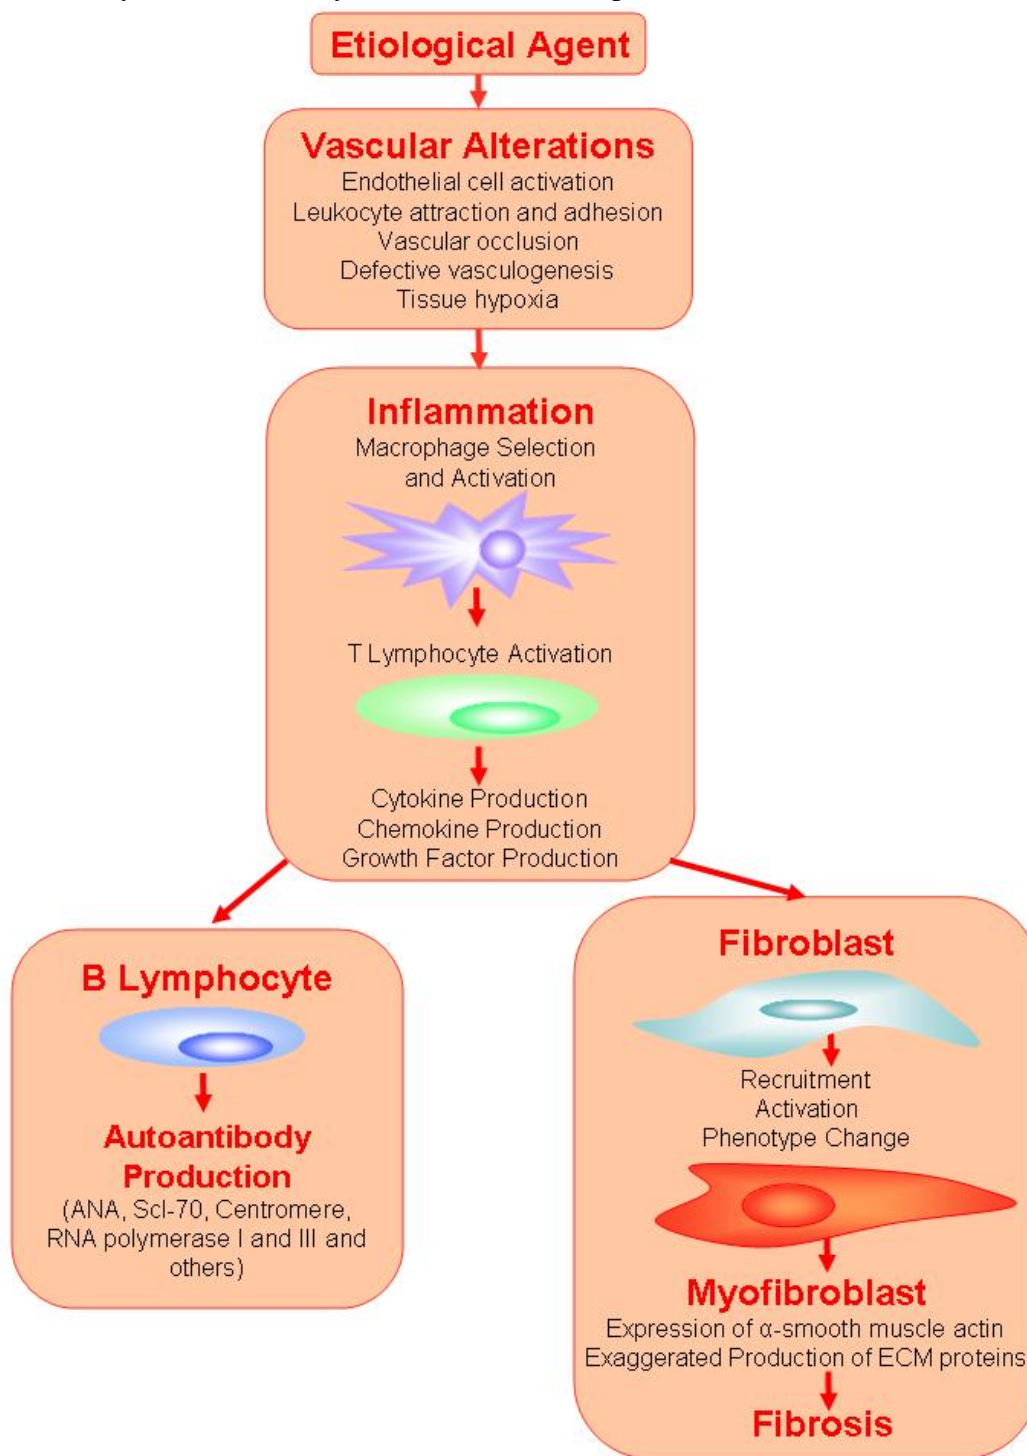 Etiological Agent
Vascular Alterations
Endothelial cell activation
Leukocyte attraction and adhesion
Vascular occlusion
Defective vasculogenesis
Tissue hypoxia
Inflammation
Macrophage Selection
and Activation
T Lymphocyte Activation
Cytokine Production
Chemokine Production
Growth Factor Production
B Lymphocyte
Autoantibody
Production
(ANA, Scl-70, Centromere,
RNA polymerase I and III and
others)
Fibroblast
Recruitment
Activation
Phenotype Change
Myofibroblast
Expression of α-smooth muscle actin
Exaggerated Production of ECM proteins
Fibrosis